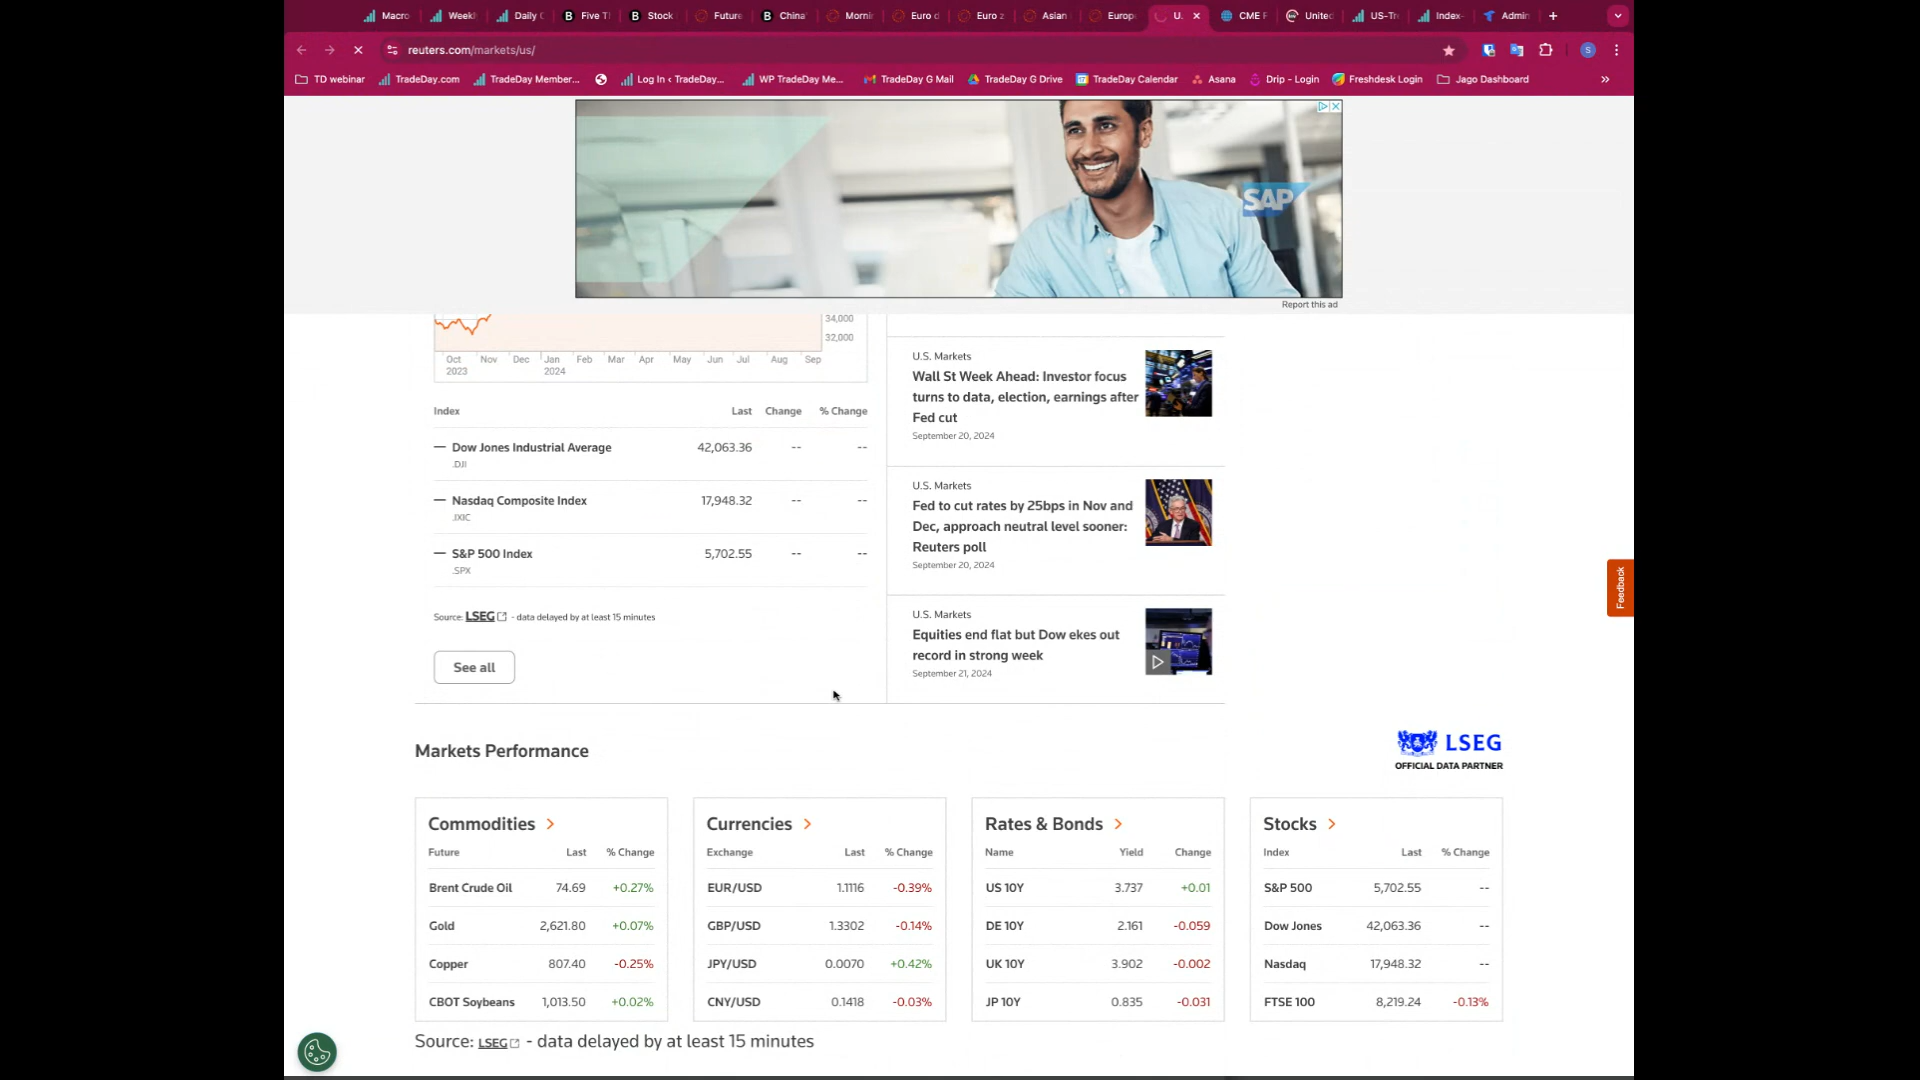 Macro
Weekl
Daily C
Five T
Stock
Future
China'
Mornin
Euro d
Euro z
Asian
Europe
U.
CME F
United
US-Tr
Index-
Admin
reuters.com/markets/us/
S
TD webinar
TradeDay.com
TradeDay Member...
Log In < TradeDay...
WP TradeDay Me...
TradeDay G Mail
TradeDay G Drive
TradeDay Calendar
Asana
Drip - Login
Freshdesk Login
Jago Dashboard
SAP
Report this ad
34,000
32,000
Oct Nov Dec Jan Feb Mar Apr May Jun Jul Aug Sep
2023 2024
Index Last Change % Change
Dow Jones Industrial Average 42,063.36 -- --
.DJI
Nasdaq Composite Index 17,948.32 -- --
.IXIC
S&P 500 Index 5,702.55 -- --
.SPX
Source: LSEG - data delayed by at least 15 minutes
See all
U.S. Markets
Wall St Week Ahead: Investor focus
turns to data, election, earnings after
Fed cut
September 20, 2024
U.S. Markets
Fed to cut rates by 25bps in Nov and
Dec, approach neutral level sooner:
Reuters poll
September 20, 2024
U.S. Markets
Equities end flat but Dow ekes out
record in strong week
September 21, 2024
Feedback
Markets Performance
LSEG
OFFICIAL DATA PARTNER
Commodities
Future Last % Change
Brent Crude Oil 74.69 +0.27%
Gold 2,621.80 +0.07%
Copper 807.40 -0.25%
CBOT Soybeans 1,013.50 +0.02%
Currencies
Exchange Last % Change
EUR/USD 1.1116 -0.39%
GBP/USD 1.3302 -0.14%
JPY/USD 0.0070 +0.42%
CNY/USD 0.1418 -0.03%
Rates & Bonds
Name Yield Change
US 10Y 3.737 +0.01
DE 10Y 2.161 -0.059
UK 10Y 3.902 -0.002
JP 10Y 0.835 -0.031
Stocks
Index Last % Change
S&P 500 5,702.55 --
Dow Jones 42,063.36 --
Nasdaq 17,948.32 --
FTSE 100 8,219.24 -0.13%
Source: LSEG - data delayed by at least 15 minutes